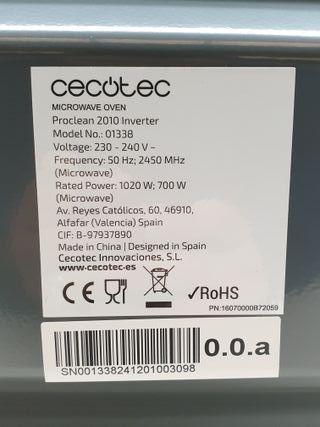 cecotec
MICROWAVE OVEN
Proclean 2010 Inverter
Model No.: 01338
Voltage: 230 - 240 V~
Frequency: 50 Hz; 2450 MHz
(Microwave)
Rated Power: 1020 W; 700 W
(Microwave)
Av. Reyes Católicos, 60, 46910,
Alfafar (Valencia) Spain
CIF: B-97937890
Made in China | Designed in Spain
Cecotec Innovaciones, S.L.
www.cecotec.es
CE ✓RoHS
PN:16070000B72059
0.0.a
SN001338241201003098